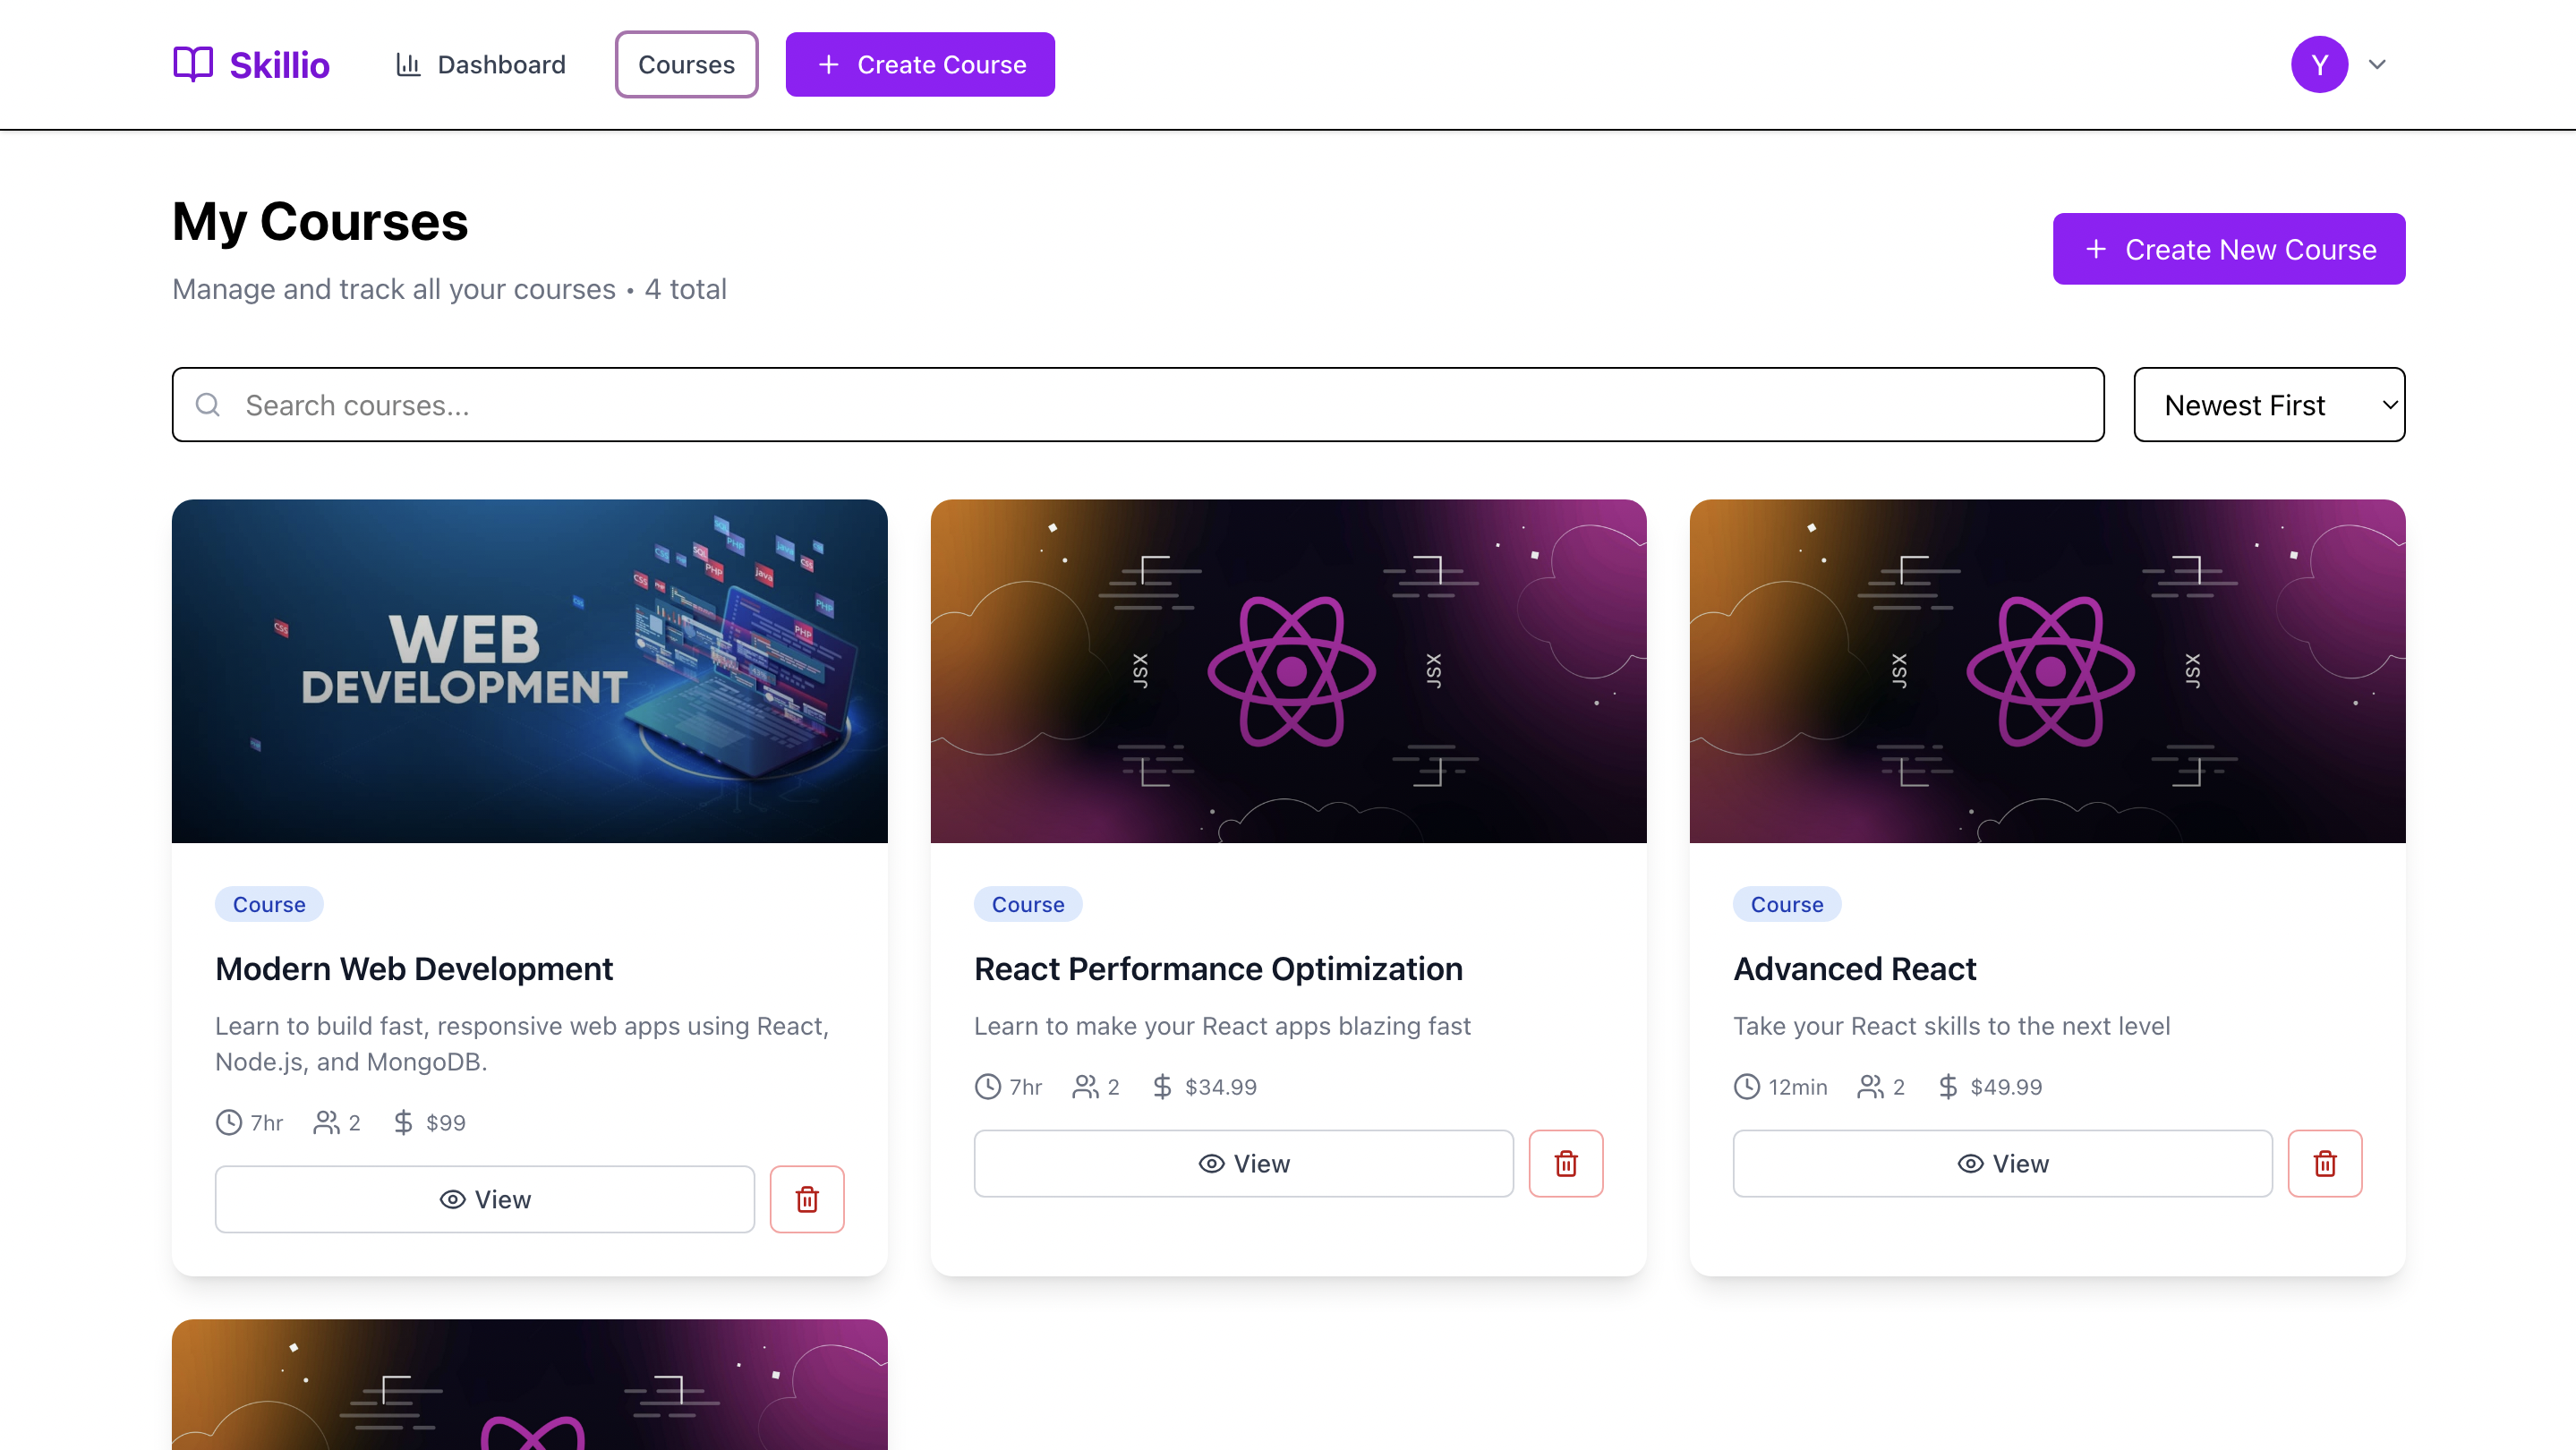 Skillio
Dashboard
Courses
+ Create Course
Y
My Courses
Manage and track all your courses • 4 total
+ Create New Course
Search courses...
Newest First
WEB
DEVELOPMENT
CSS
PHP
SQL
java
JSX
JSX
JSX
JSX
Course
Modern Web Development
Learn to build fast, responsive web apps using React,
Node.js, and MongoDB.
7hr
2
$ $99
View
Course
React Performance Optimization
Learn to make your React apps blazing fast
7hr
2
$ $34.99
View
Course
Advanced React
Take your React skills to the next level
12min
2
$ $49.99
View